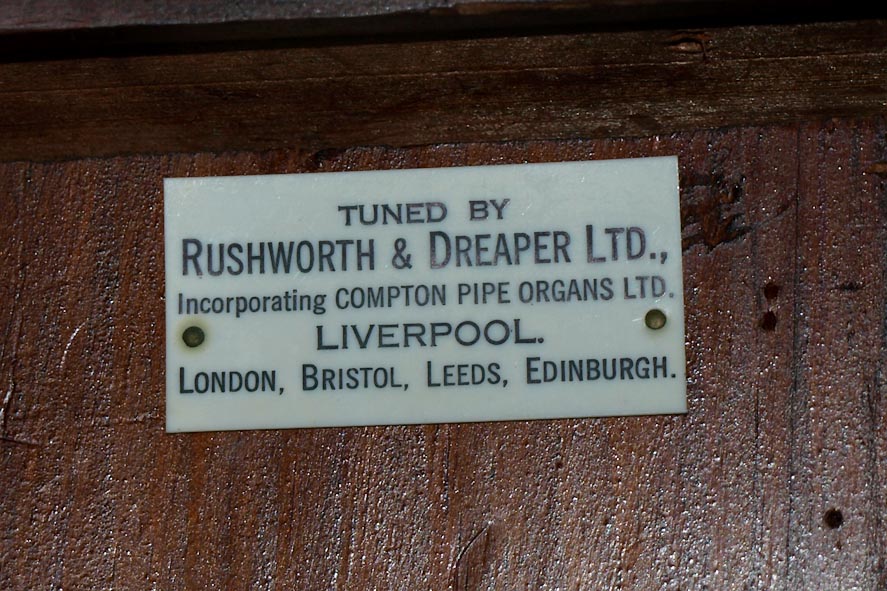 TUNED BY
RUSHWORTH & DREAPER LTD.,
Incorporating COMPTON PIPE ORGANS LTD.
LIVERPOOL.
LONDON, BRISTOL, LEEDS, EDINBURGH.